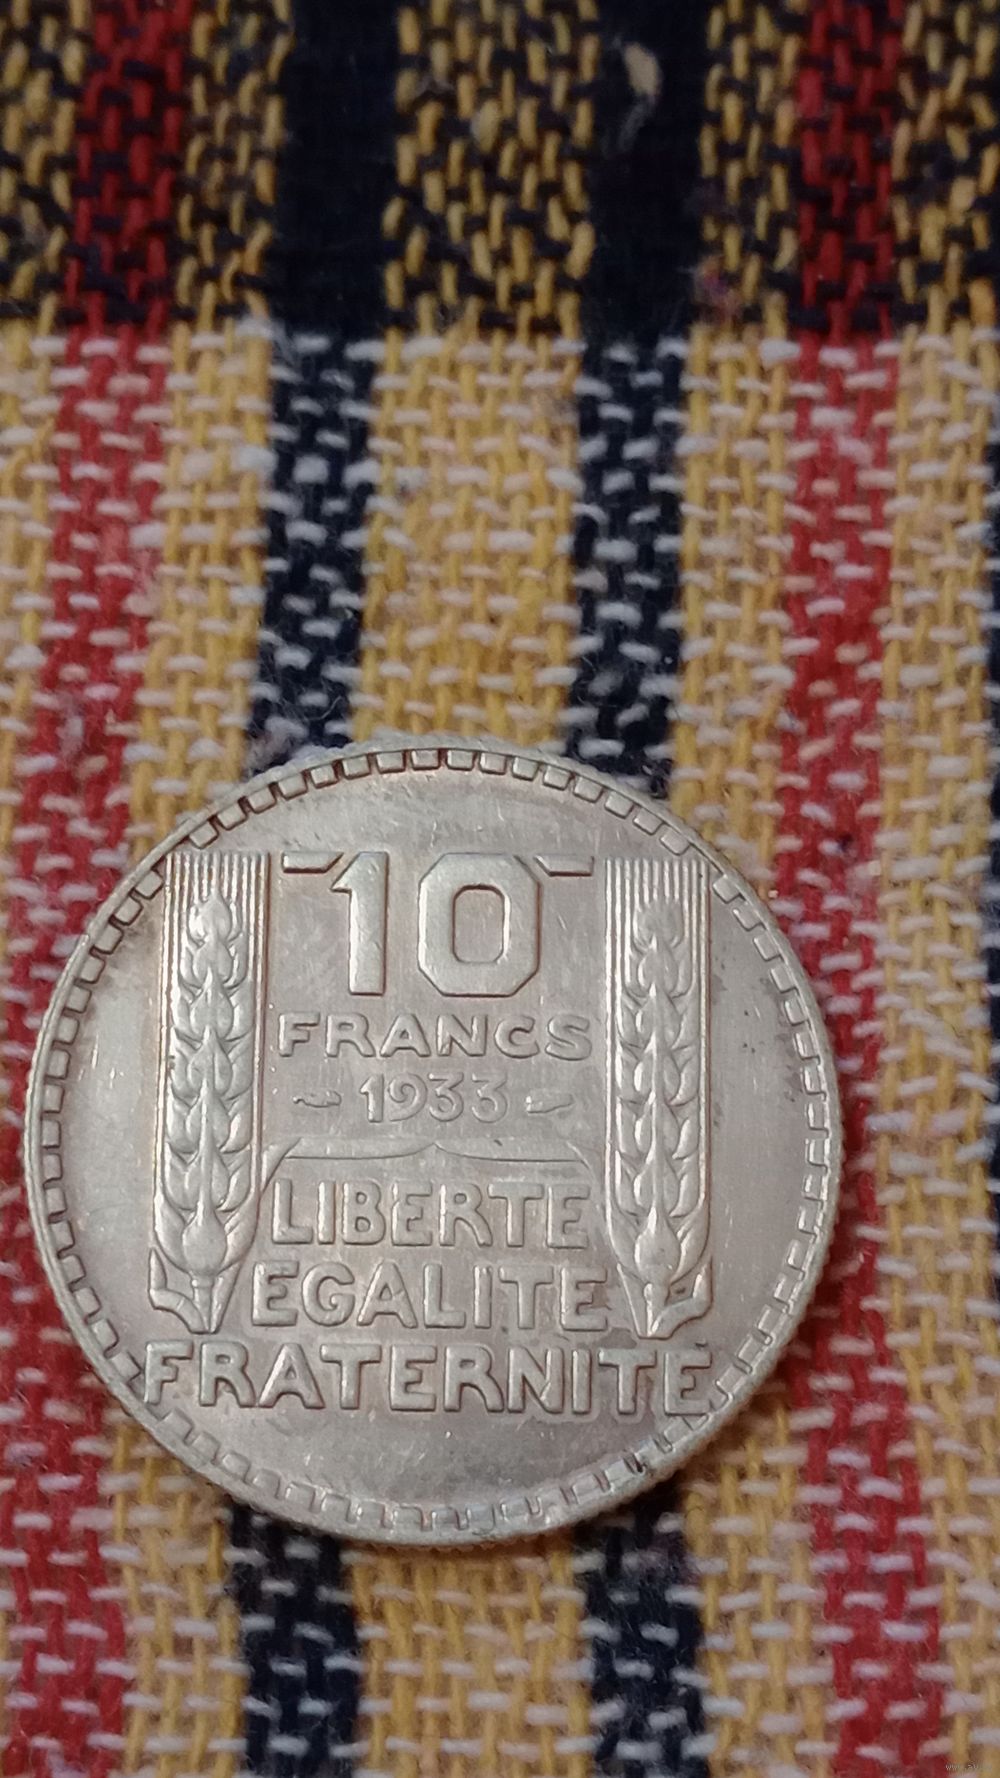 10
FRANCS
1933
LIBERTE
EGALITE
FRATERNITE